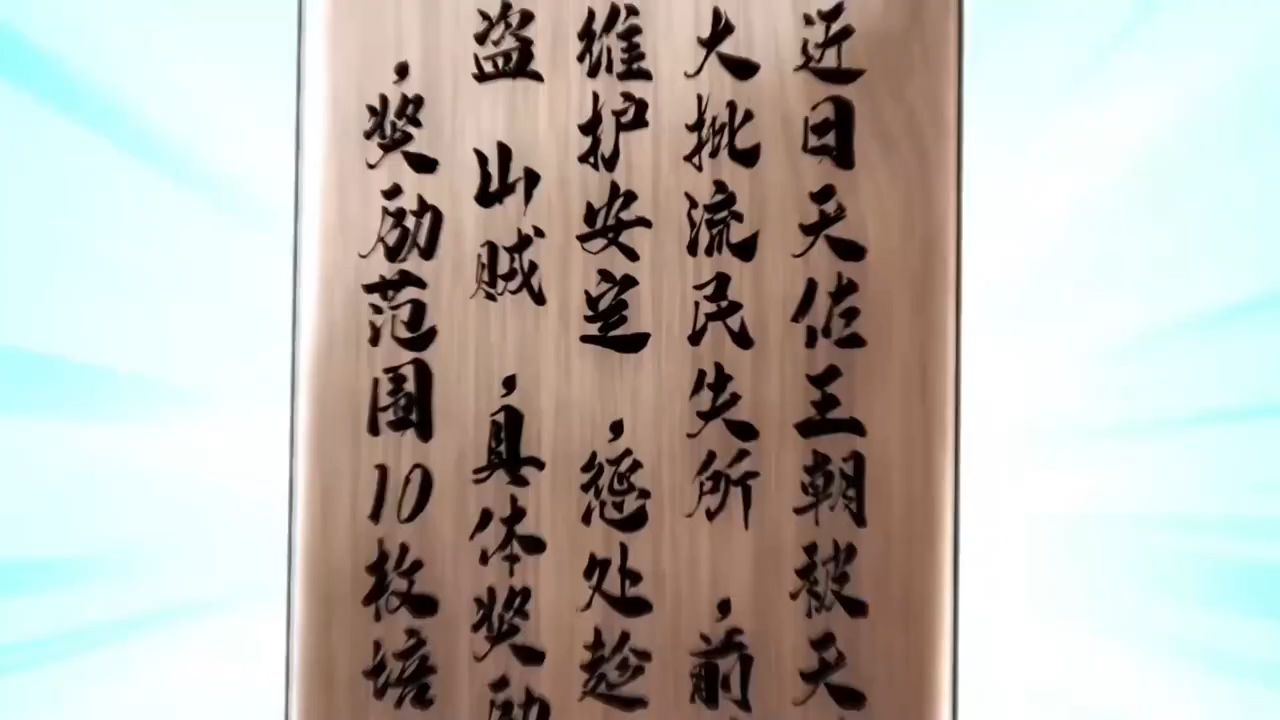 近日天佑王朝被天
大批流民失所，前
维护安定，惩处趁
盗 山贼，具体奖励
，奖励范围10枚培